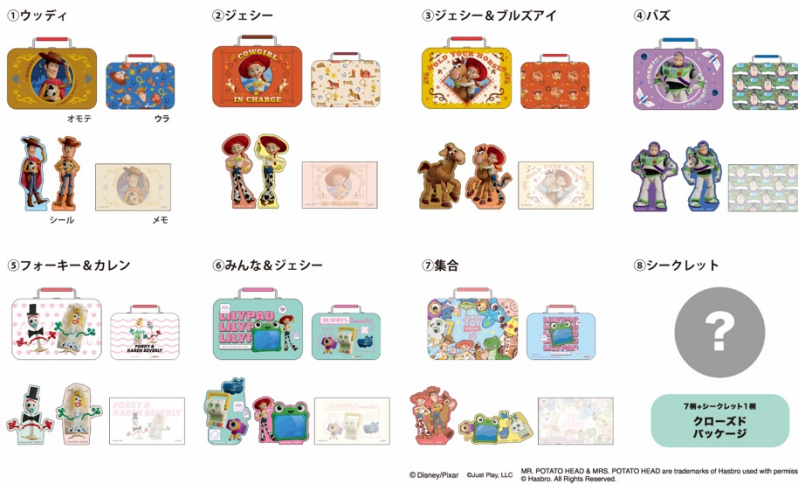 ①ウッディ
②ジェシー
③ジェシー＆ブルズアイ
④バズ
COWGIRL
IN CHARGE
HOLD YOUR HORSES
オモテ
ウラ
シール
メモ
⑤フォーキー＆カレン
⑥みんな＆ジェシー
⑦集合
⑧シークレット
LILYPAD
LILYPAD
LILYP
ALWAYS
FORKY &
KAREN BEVERLY
?
FORKY &
KAREN BEVERLY
7柄+シークレット1柄
クローズド
パッケージ
©Disney/Pixar
©Just Play, LLC
MR. POTATO HEAD & MRS. POTATO HEAD are trademarks of Hasbro used with permiss
© Hasbro. All Rights Reserved.